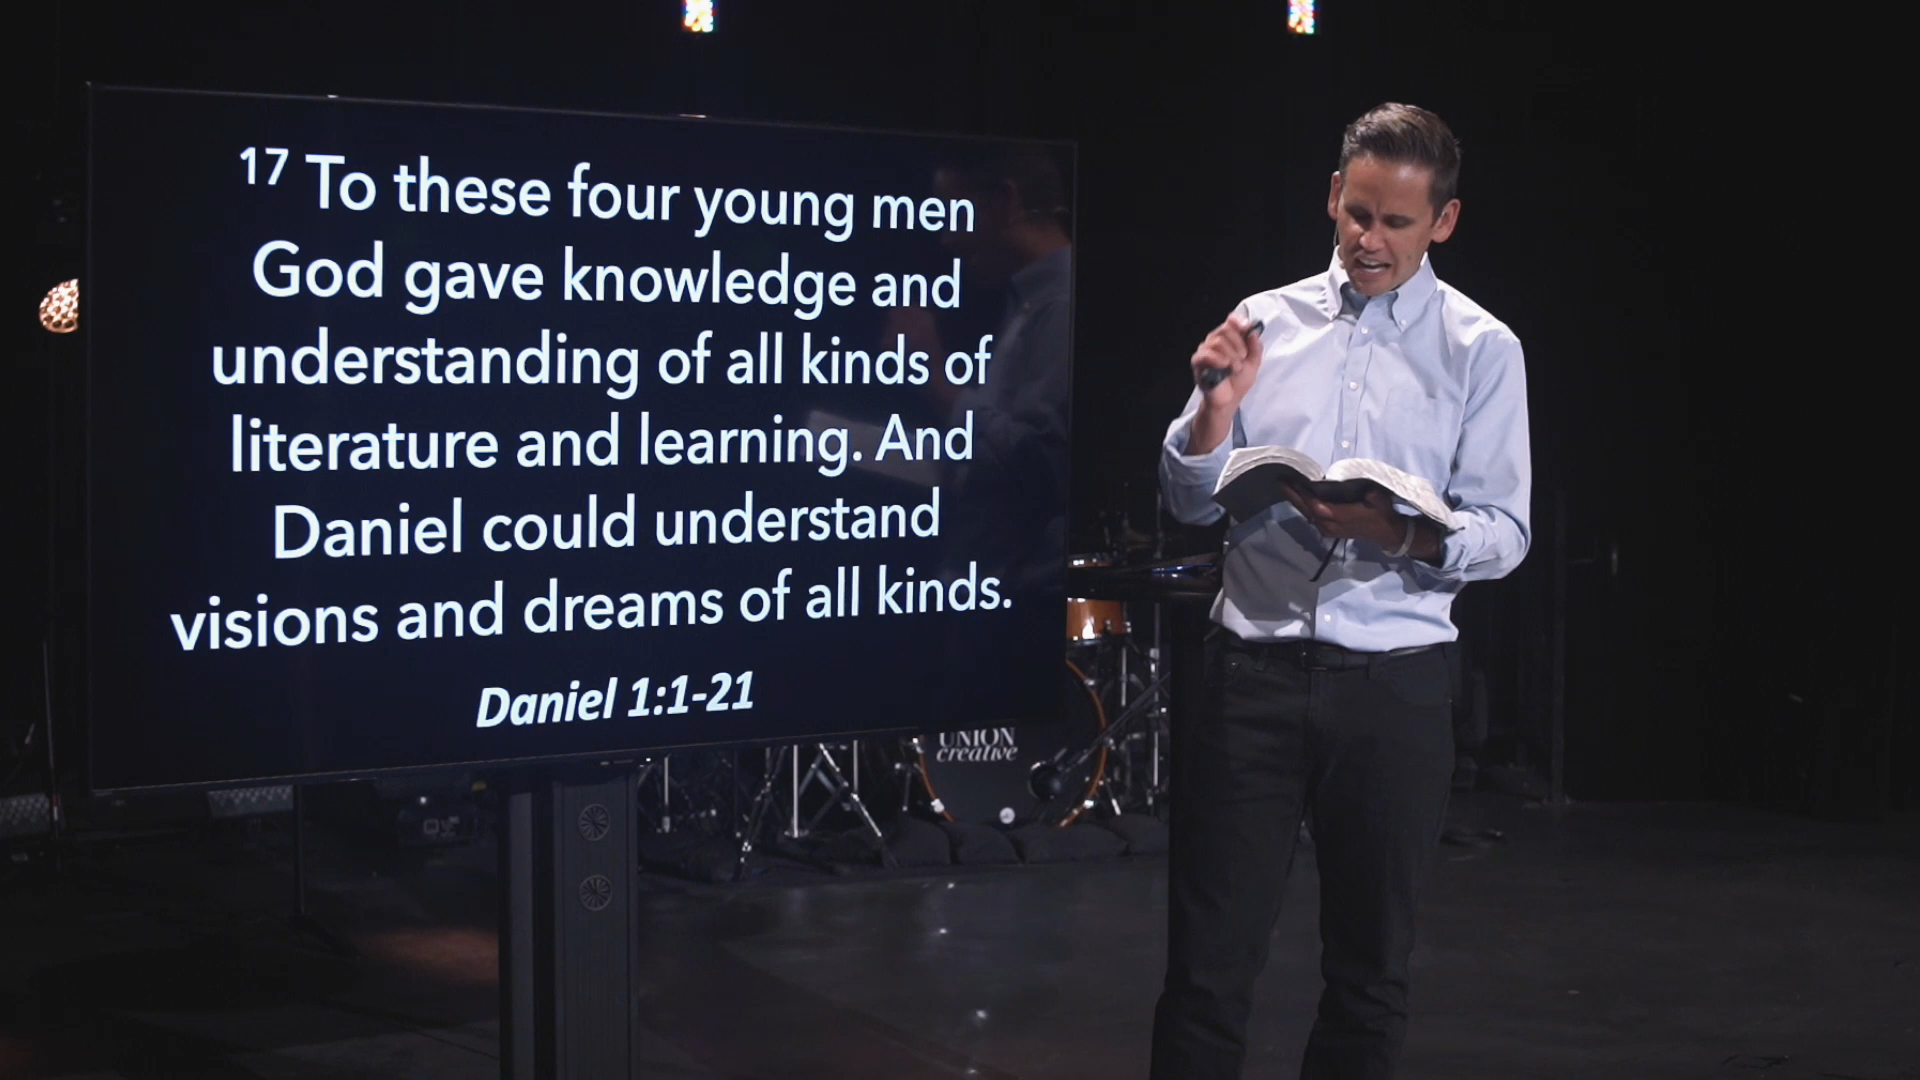 17 To these four young men
God gave knowledge and
understanding of all kinds of
literature and learning. And
Daniel could understand
visions and dreams of all kinds.
Daniel 1:1-21
UNION
creative